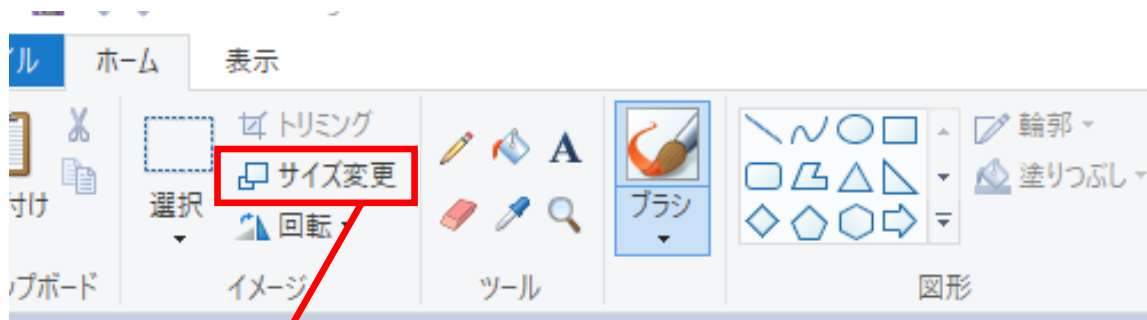 イル ホーム 表示
トリミング
サイズ変更
回転
付け
選択
A
ブラシ
輪郭
塗りつぶし
ップボード
イメージ
ツール
図形